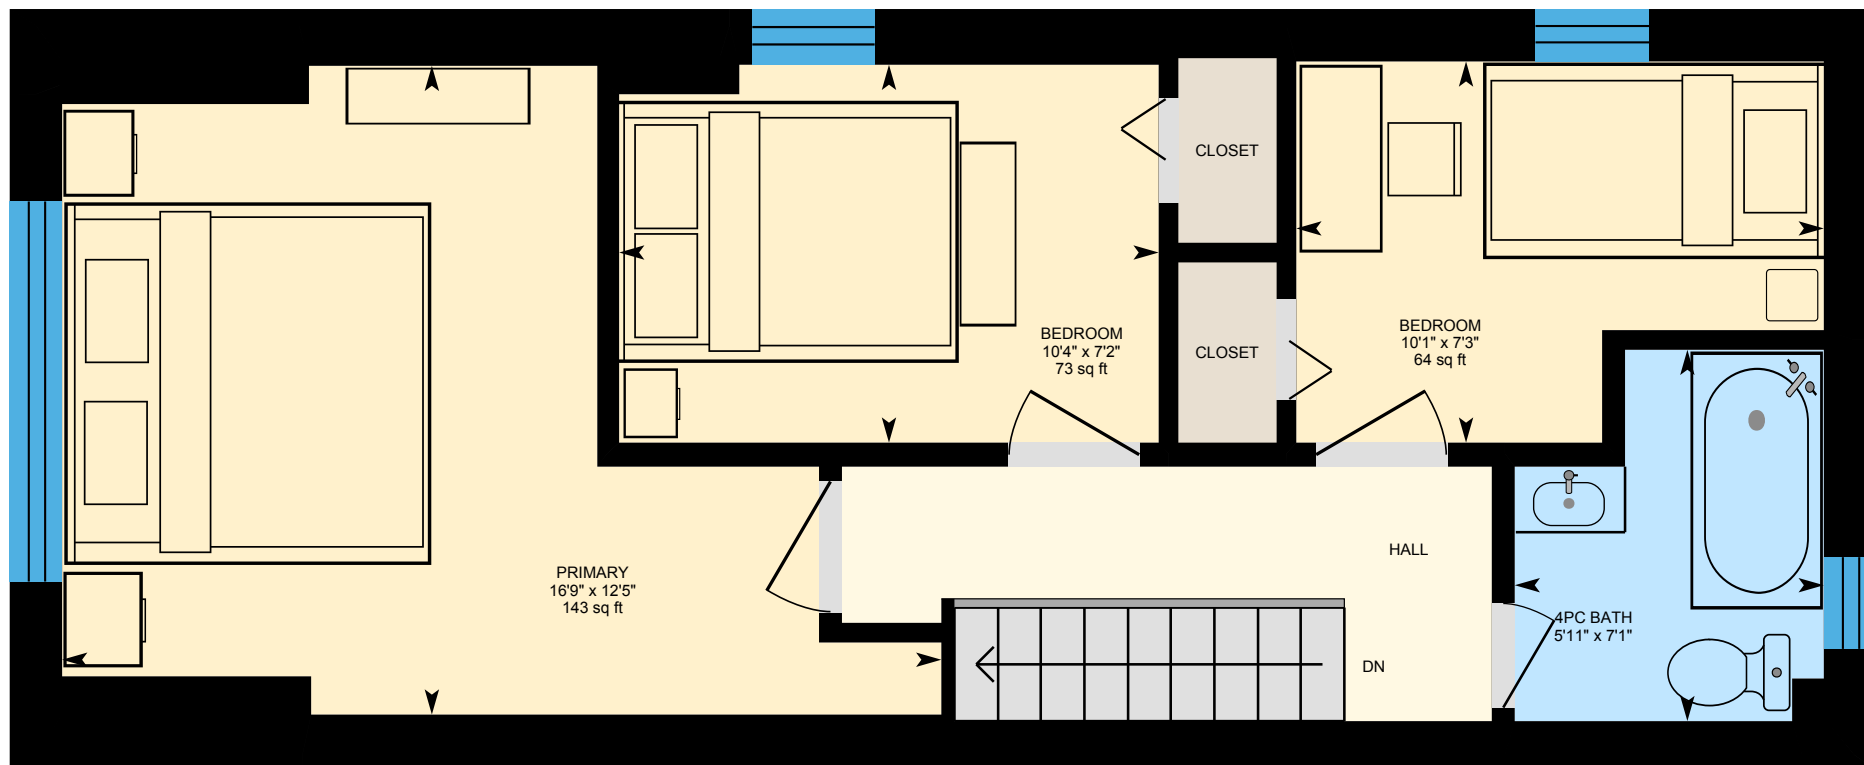 CLOSET
BEDROOM
10'4" x 7'2"
73 sq ft
CLOSET
BEDROOM
10'1" x 7'3"
64 sq ft
PRIMARY
16'9" x 12'5"
143 sq ft
HALL
DN
4PC BATH
5'11" x 7'1"